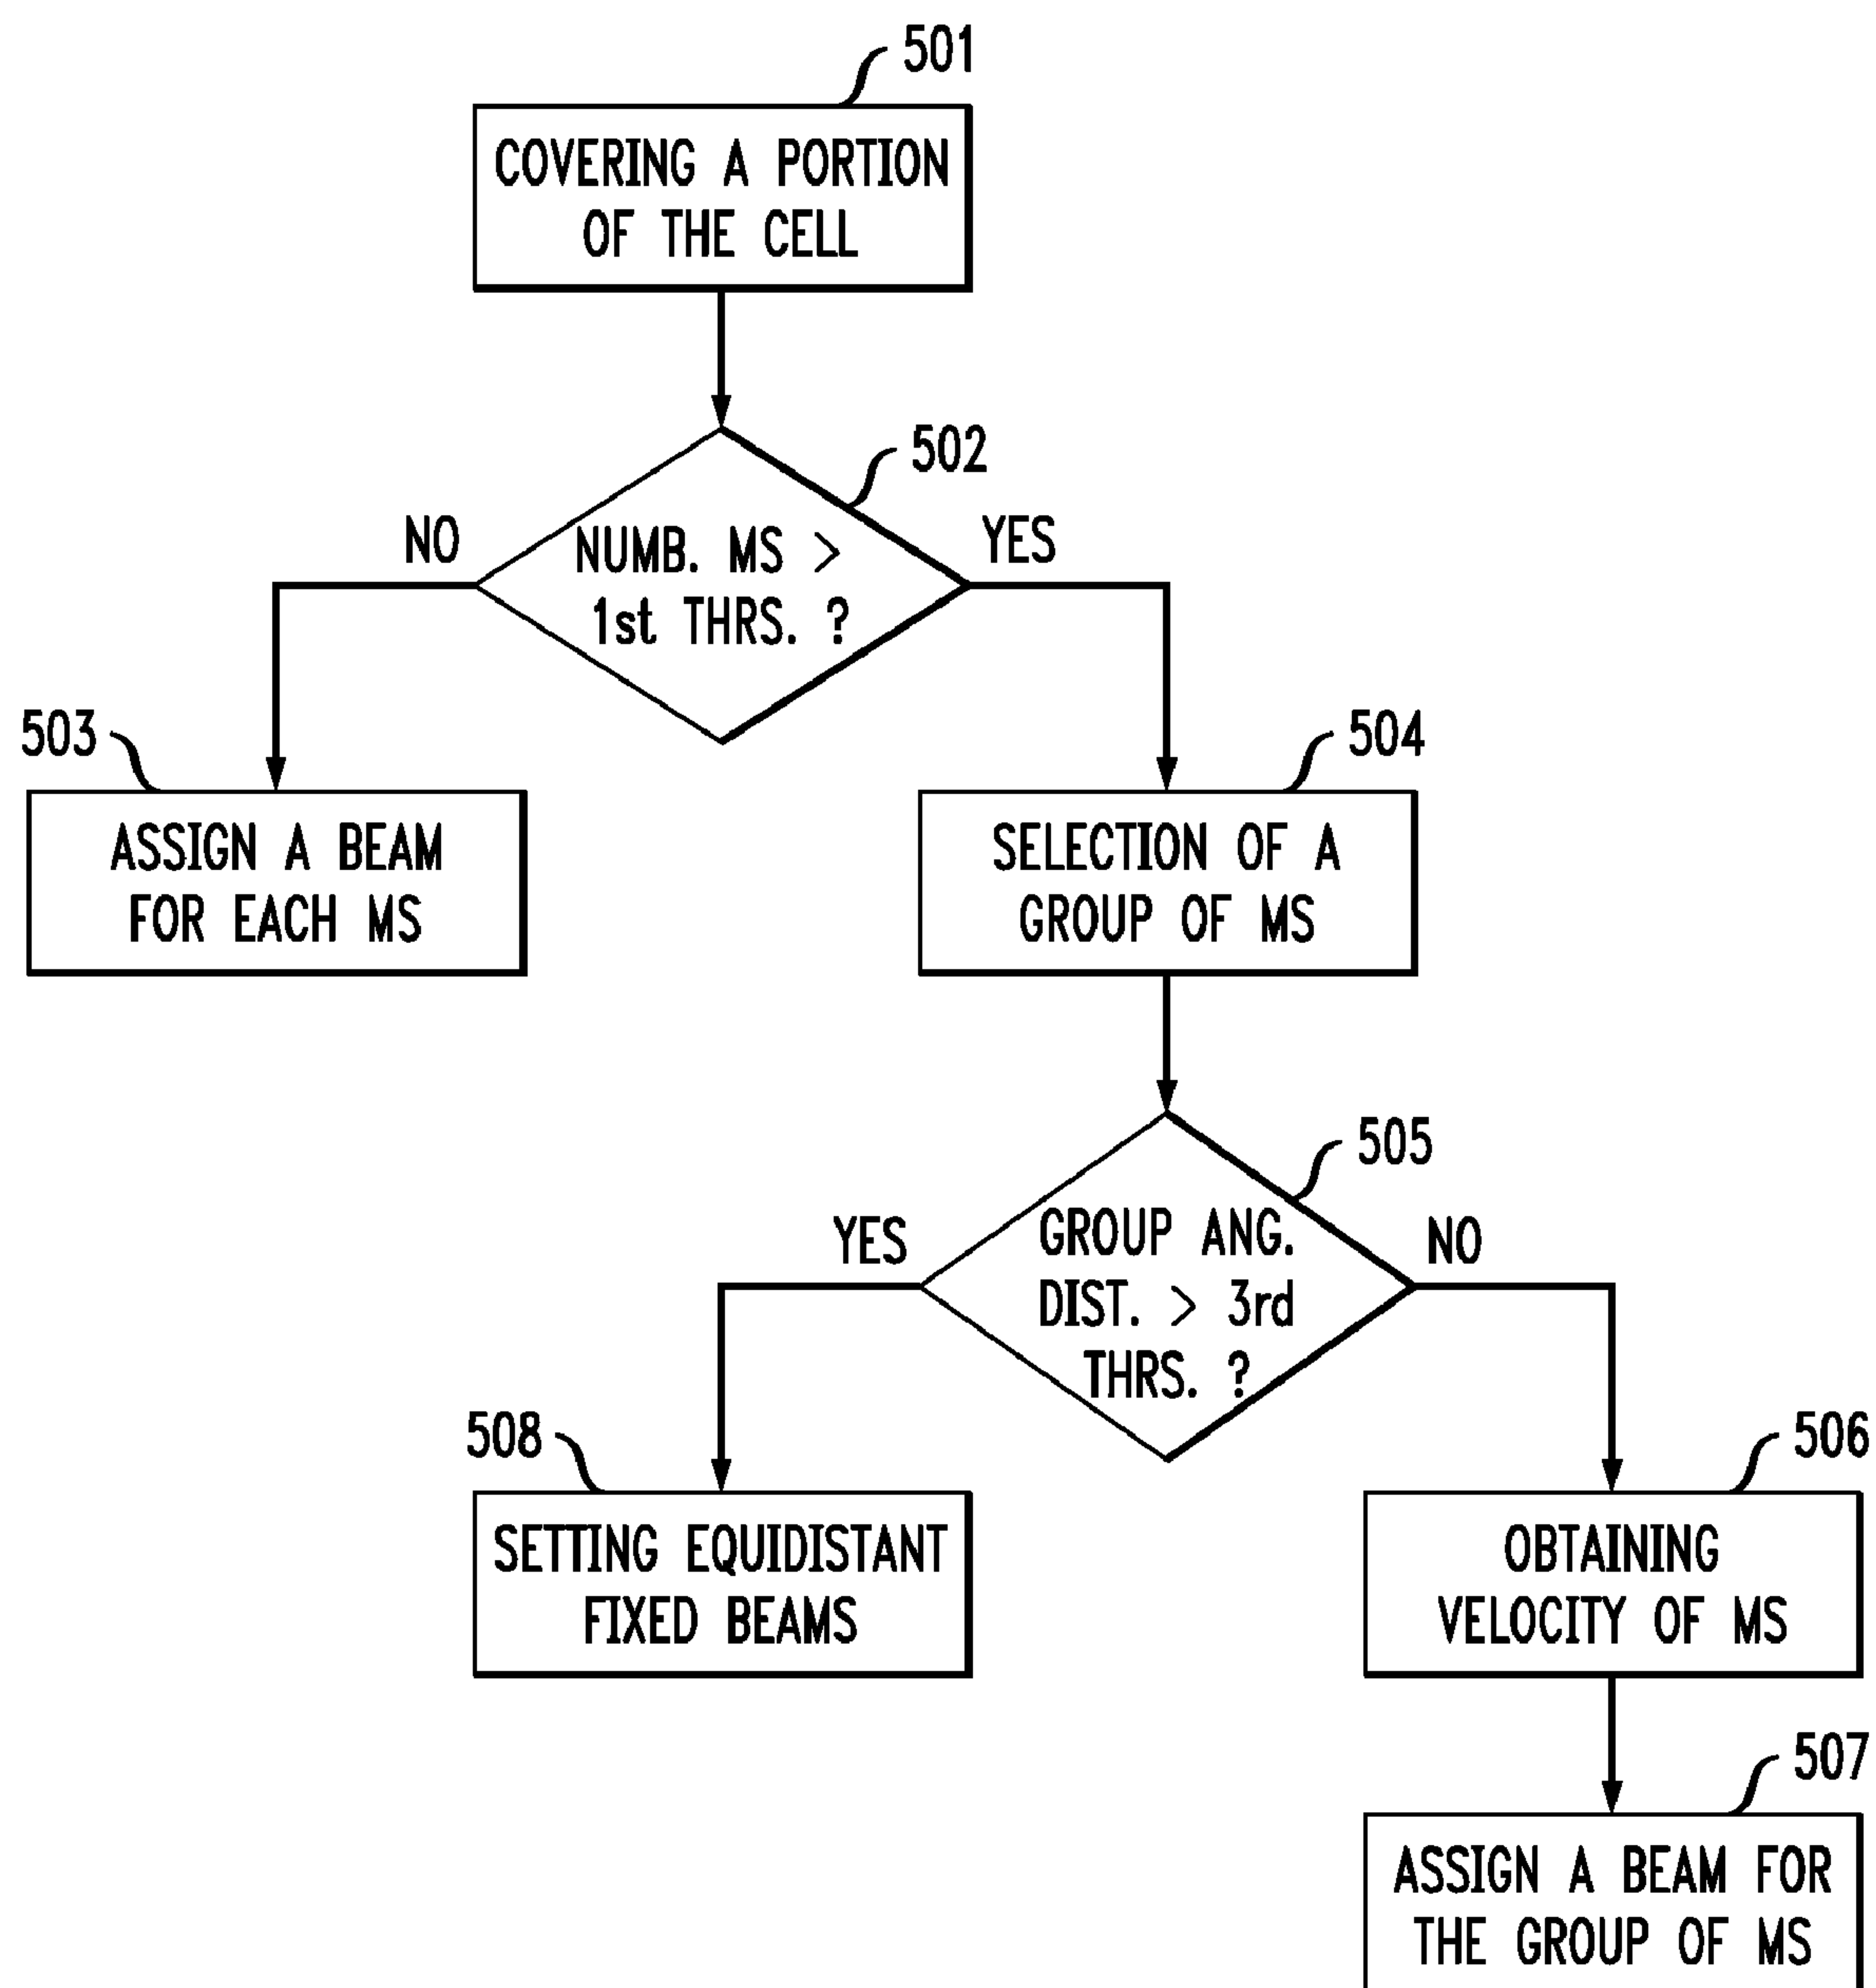 501
COVERING A PORTION
OF THE CELL
502
NO
NUMB. MS >
1st THRS. ?
YES
503
ASSIGN A BEAM
FOR EACH MS
504
SELECTION OF A
GROUP OF MS
505
YES
GROUP ANG.
DIST. > 3rd
THRS. ?
NO
508
SETTING EQUIDISTANT
FIXED BEAMS
506
OBTAINING
VELOCITY OF MS
507
ASSIGN A BEAM FOR
THE GROUP OF MS